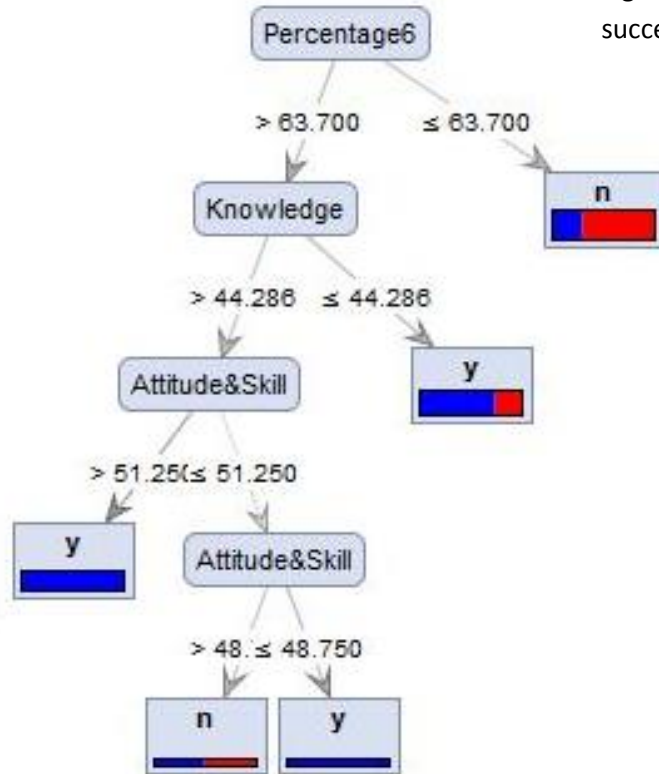 succe
Percentage6
> 63.700 ≤ 63.700
n
Knowledge
> 44.286 ≤ 44.286
y
Attitude&Skill
> 51.25 ≤ 51.250
y
Attitude&Skill
> 48. ≤ 48.750
n y